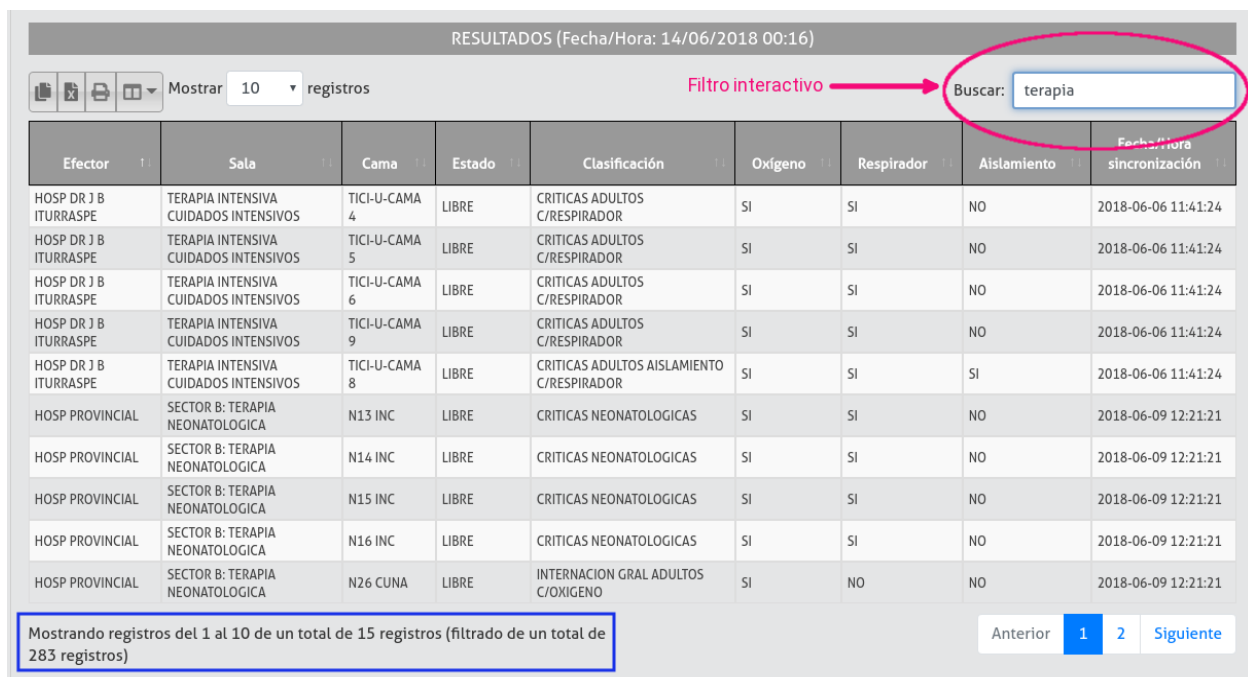 RESULTADOS (Fecha/Hora: 14/06/2018 00:16)
Mostrar 10 registros
Filtro interactivo
Buscar: terapia
Efector Sala Cama Estado Clasificación Oxígeno Respirador Aislamiento Fecha/Hora
sincronización
HOSP DR J B TERAPIA INTENSIVA TICI-U-CAMA LIBRE CRITICAS ADULTOS SI SI NO 2018-06-06 11:41:24
ITURRASPE CUIDADOS INTENSIVOS 4 C/RESPIRADOR
HOSP DR J B TERAPIA INTENSIVA TICI-U-CAMA LIBRE CRITICAS ADULTOS SI SI NO 2018-06-06 11:41:24
ITURRASPE CUIDADOS INTENSIVOS 5 C/RESPIRADOR
HOSP DR J B TERAPIA INTENSIVA TICI-U-CAMA LIBRE CRITICAS ADULTOS SI SI NO 2018-06-06 11:41:24
ITURRASPE CUIDADOS INTENSIVOS 6 C/RESPIRADOR
HOSP DR J B TERAPIA INTENSIVA TICI-U-CAMA LIBRE CRITICAS ADULTOS SI SI NO 2018-06-06 11:41:24
ITURRASPE CUIDADOS INTENSIVOS 9 C/RESPIRADOR
HOSP DR J B TERAPIA INTENSIVA TICI-U-CAMA LIBRE CRITICAS ADULTOS AISLAMIENTO SI SI SI 2018-06-06 11:41:24
ITURRASPE CUIDADOS INTENSIVOS 8 C/RESPIRADOR
HOSP PROVINCIAL SECTOR B: TERAPIA N13 INC LIBRE CRITICAS NEONATOLOGICAS SI SI NO 2018-06-09 12:21:21
NEONATOLOGICA
HOSP PROVINCIAL SECTOR B: TERAPIA N14 INC LIBRE CRITICAS NEONATOLOGICAS SI SI NO 2018-06-09 12:21:21
NEONATOLOGICA
HOSP PROVINCIAL SECTOR B: TERAPIA N15 INC LIBRE CRITICAS NEONATOLOGICAS SI SI NO 2018-06-09 12:21:21
NEONATOLOGICA
HOSP PROVINCIAL SECTOR B: TERAPIA N16 INC LIBRE CRITICAS NEONATOLOGICAS SI SI NO 2018-06-09 12:21:21
NEONATOLOGICA
HOSP PROVINCIAL SECTOR B: TERAPIA N26 CUNA LIBRE INTERNACION GRAL ADULTOS SI NO NO 2018-06-09 12:21:21
NEONATOLOGICA C/OXIGENO
Mostrando registros del 1 al 10 de un total de 15 registros (filtrado de un total de
283 registros)
Anterior 1 2 Siguiente